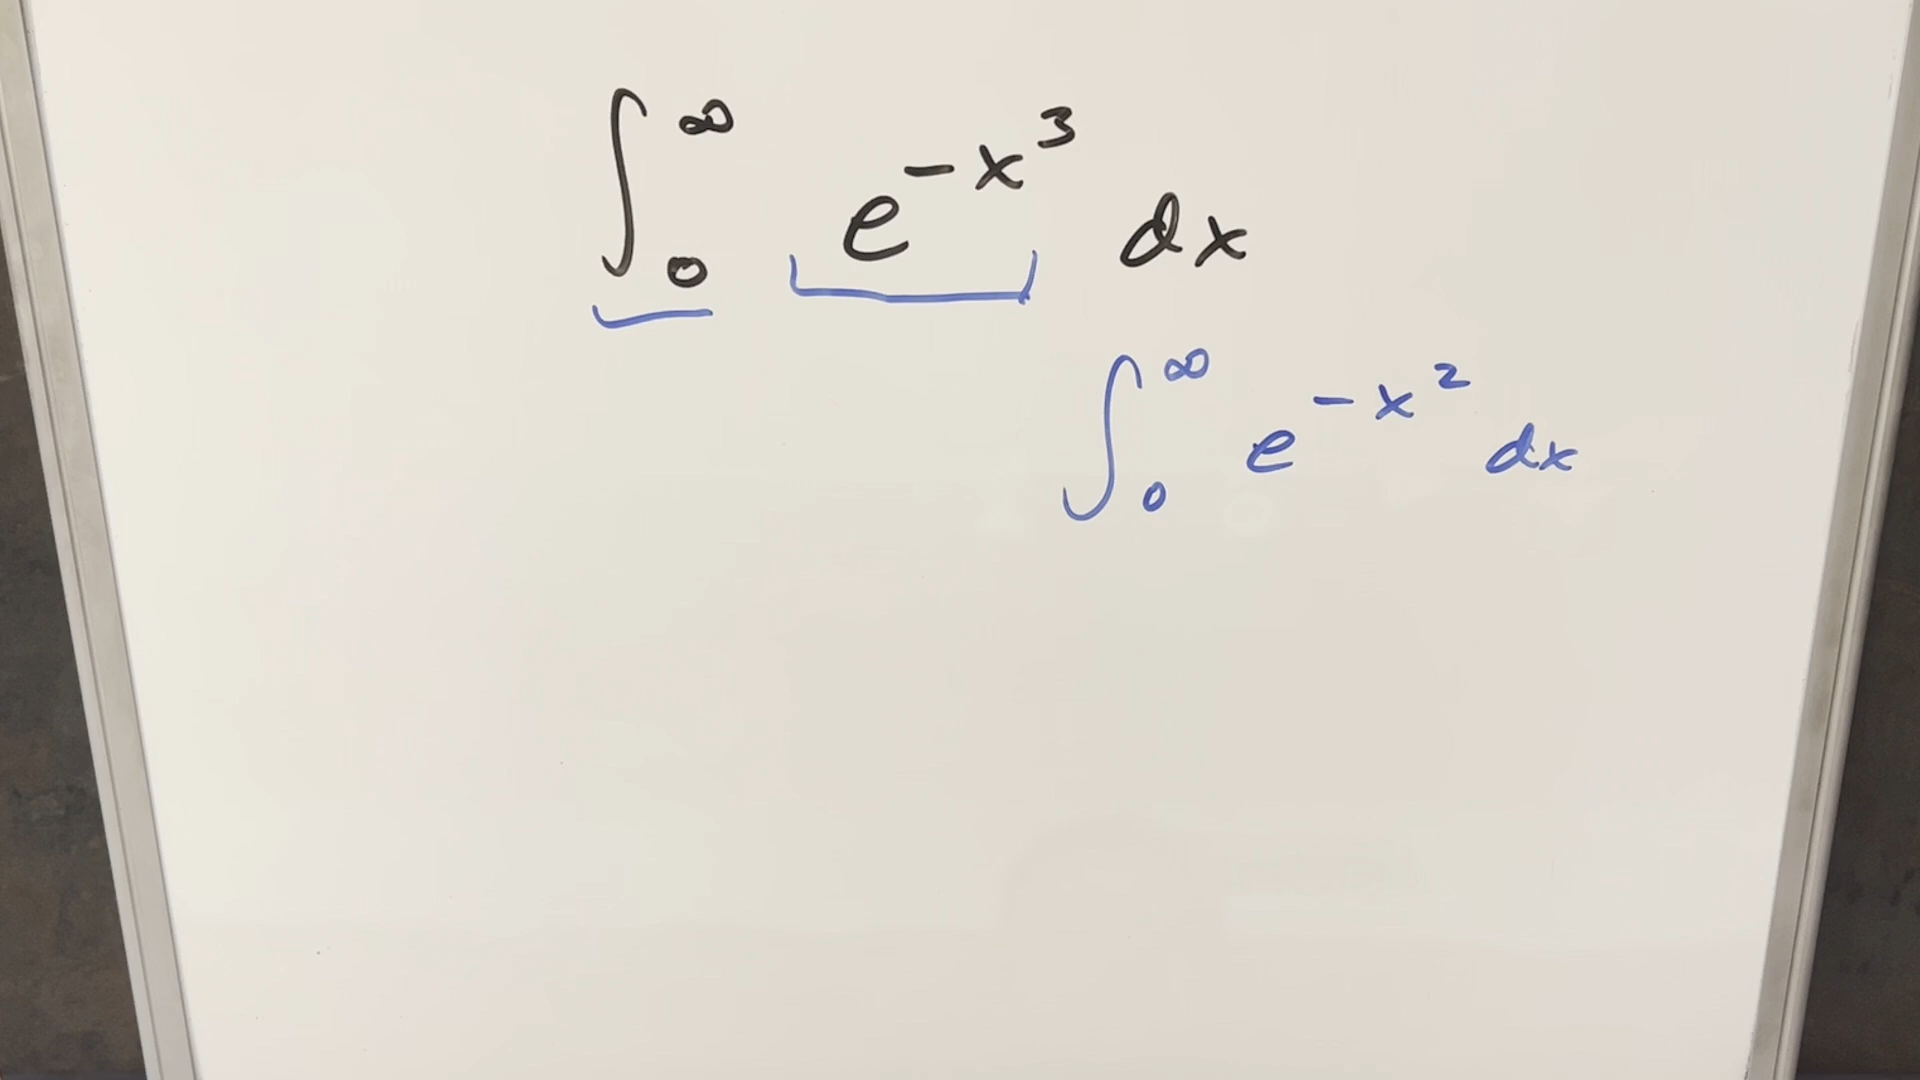 ∫₀^∞ e^{-x³} dx
∫₀^∞ e^{-x²} dx